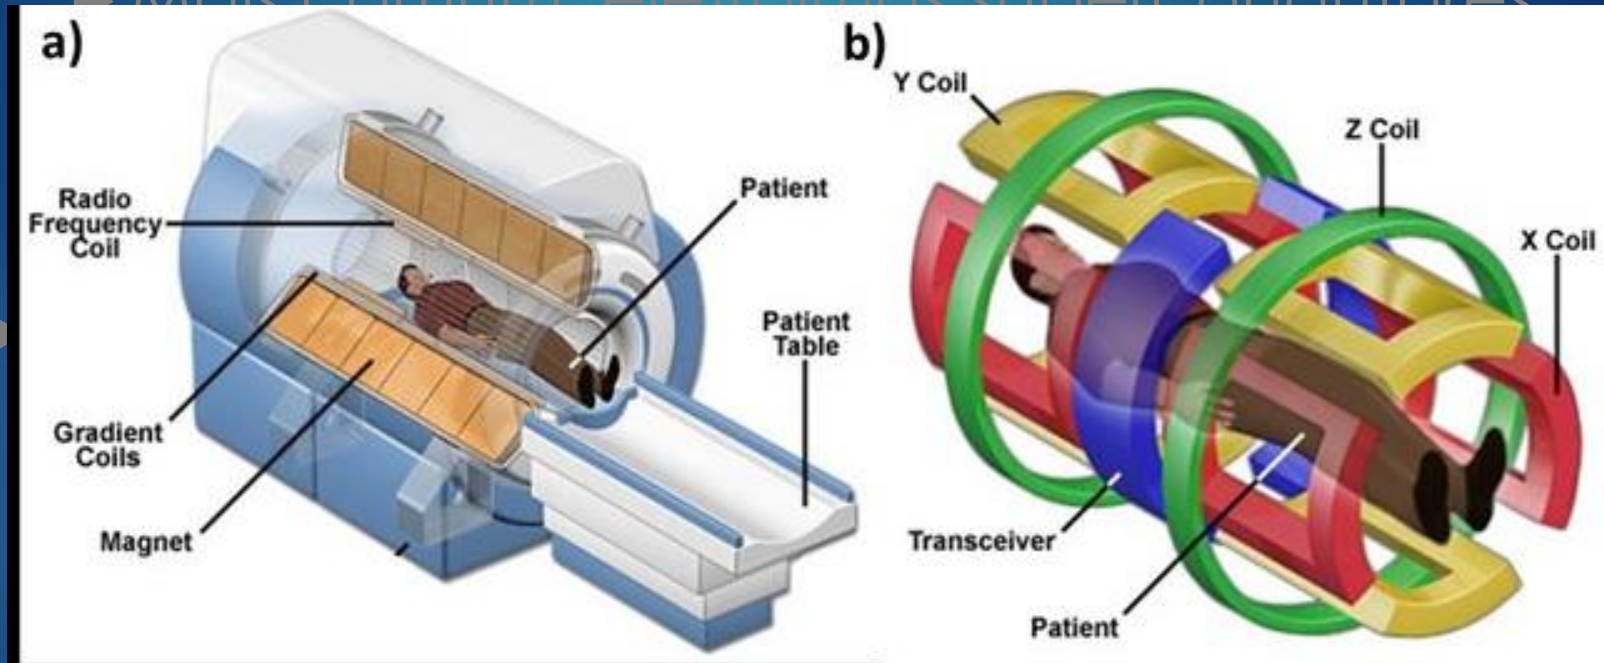 a)
Radio
Frequency
Coil
Gradient
Coils
Magnet
Patient
Patient
Table
b)
Y Coil
Z Coil
X Coil
Transceiver
Patient